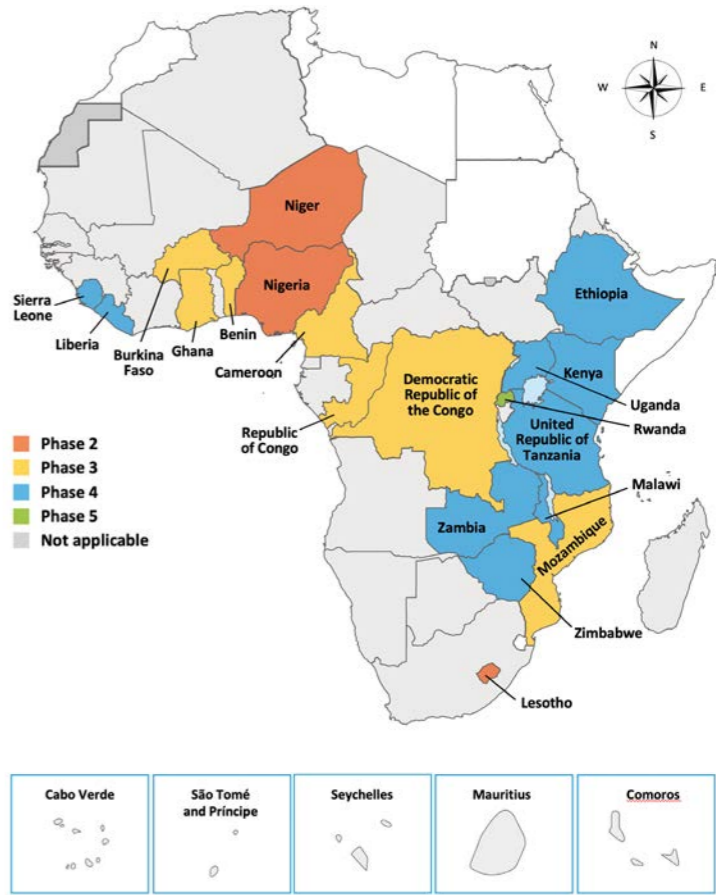 N
W
E
S
Niger
Nigeria
Ethiopia
Sierra
Leone
Liberia
Burkina
Faso
Ghana
Benin
Cameroon
Kenya
Democratic
Republic of
the Congo
Uganda
Rwanda
Republic
of Congo
United
Republic of
Tanzania
Malawi
Zambia
Mozambique
Zimbabwe
Lesotho
Phase 2
Phase 3
Phase 4
Phase 5
Not applicable
Cabo Verde
São Tomé
and Príncipe
Seychelles
Mauritius
Comoros